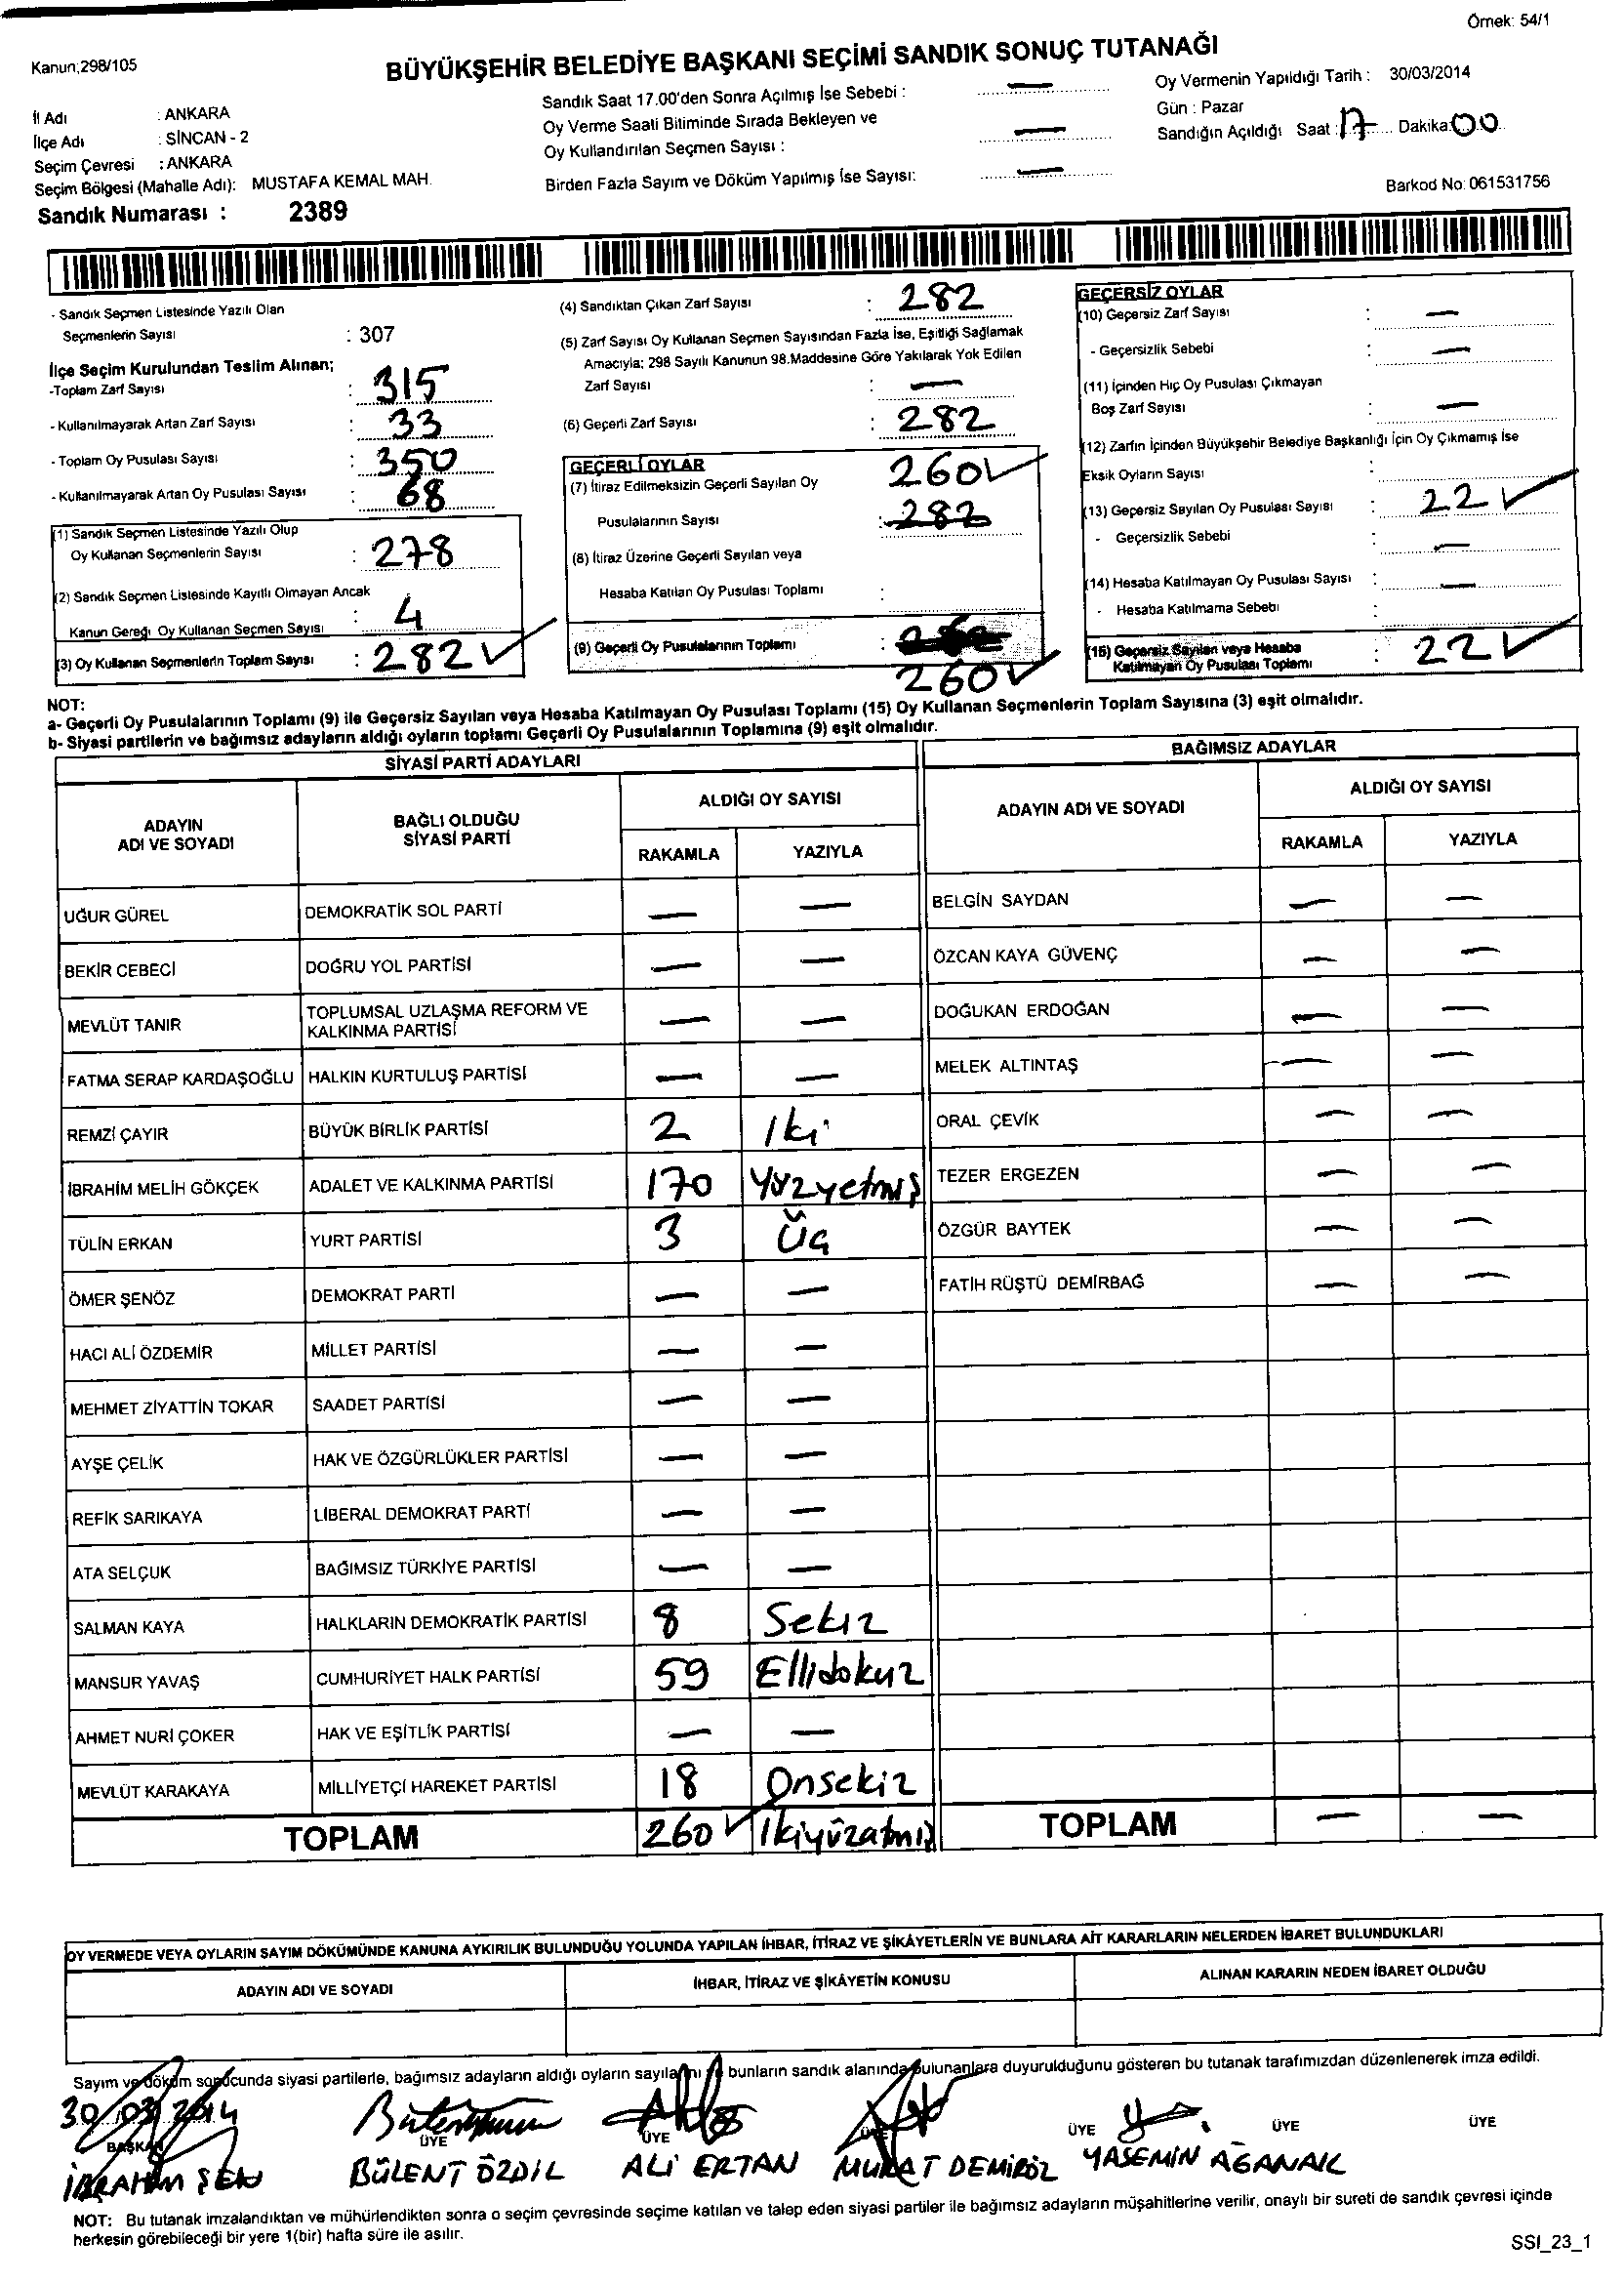 Örnek: 54/1
Kanun;298/105
BÜYÜKŞEHİR BELEDİYE BAŞKANI SEÇİMİ SANDIK SONUÇ TUTANAĞI
İl Adı : ANKARA
İlçe Adı : SİNCAN - 2
Seçim Çevresi : ANKARA
Seçim Bölgesi (Mahalle Adı): MUSTAFA KEMAL MAH.
Sandık Numarası : 2389
Sandık Saat 17.00'den Sonra Açılmış İse Sebebi : —
Oy Verme Saati Bitiminde Sırada Bekleyen ve
Oy Kullandırılan Seçmen Sayısı : —
Birden Fazla Sayım ve Döküm Yapılmış İse Sayısı: —
Oy Vermenin Yapıldığı Tarih : 30/03/2014
Gün : Pazar
Sandığın Açıldığı Saat : 17 Dakika: 00
Barkod No: 061531756
- Sandık Seçmen Listesinde Yazılı Olan
Seçmenlerin Sayısı : 307
İlçe Seçim Kurulundan Teslim Alınan;
-Toplam Zarf Sayısı : 315
- Kullanılmayarak Artan Zarf Sayısı : 33
- Toplam Oy Pusulası Sayısı : 350
- Kullanılmayarak Artan Oy Pusulası Sayısı : 68
(1) Sandık Seçmen Listesinde Yazılı Olup
Oy Kullanan Seçmenlerin Sayısı : 278
(2) Sandık Seçmen Listesinde Kayıtlı Olmayan Ancak
Kanun Gereği Oy Kullanan Seçmen Sayısı : 4
(3) Oy Kullanan Seçmenlerin Toplam Sayısı : 282 ✓
(4) Sandıktan Çıkan Zarf Sayısı : 282
(5) Zarf Sayısı Oy Kullanan Seçmen Sayısından Fazla İse, Eşitliği Sağlamak
Amacıyla; 298 Sayılı Kanunun 98.Maddesine Göre Yakılarak Yok Edilen
Zarf Sayısı : —
(6) Geçerli Zarf Sayısı : 282
GEÇERLİ OYLAR
(7) İtiraz Edilmeksizin Geçerli Sayılan Oy 260 ✓
Pusulalarının Sayısı : 282
(8) İtiraz Üzerine Geçerli Sayılan veya
Hesaba Katılan Oy Pusulası Toplamı :
(9) Geçerli Oy Pusulalarının Toplamı :
260 ✓
GEÇERSİZ OYLAR
(10) Geçersiz Zarf Sayısı : —
- Geçersizlik Sebebi : —
(11) İçinden Hiç Oy Pusulası Çıkmayan
Boş Zarf Sayısı : —
(12) Zarfın İçinden Büyükşehir Belediye Başkanlığı İçin Oy Çıkmamış İse
Eksik Oyların Sayısı :
(13) Geçersiz Sayılan Oy Pusulası Sayısı : 22 ✓
- Geçersizlik Sebebi : —
(14) Hesaba Katılmayan Oy Pusulası Sayısı : —
- Hesaba Katılmama Sebebi :
(15) Geçersiz Sayılan veya Hesaba
Katılmayan Oy Pusulası Toplamı : 22 ✓
NOT:
a- Geçerli Oy Pusulalarının Toplamı (9) ile Geçersiz Sayılan veya Hesaba Katılmayan Oy Pusulası Toplamı (15) Oy Kullanan Seçmenlerin Toplam Sayısına (3) eşit olmalıdır.
b- Siyasi partilerin ve bağımsız adayların aldığı oyların toplamı Geçerli Oy Pusulalarının Toplamına (9) eşit olmalıdır.
SİYASİ PARTİ ADAYLARI
ADAYIN
ADI VE SOYADI
BAĞLI OLDUĞU
SİYASİ PARTİ
ALDIĞI OY SAYISI
RAKAMLA YAZIYLA
UĞUR GÜREL DEMOKRATİK SOL PARTİ — —
BEKİR CEBECİ DOĞRU YOL PARTİSİ — —
MEVLÜT TANIR TOPLUMSAL UZLAŞMA REFORM VE
KALKINMA PARTİSİ — —
FATMA SERAP KARDAŞOĞLU HALKIN KURTULUŞ PARTİSİ — —
REMZİ ÇAYIR BÜYÜK BİRLİK PARTİSİ 2 Iki
İBRAHİM MELİH GÖKÇEK ADALET VE KALKINMA PARTİSİ 170 Yüzyetmiş
TÜLİN ERKAN YURT PARTİSİ 3 Üç
ÖMER ŞENÖZ DEMOKRAT PARTİ — —
HACI ALİ ÖZDEMİR MİLLET PARTİSİ — —
MEHMET ZİYATTİN TOKAR SAADET PARTİSİ — —
AYŞE ÇELİK HAK VE ÖZGÜRLÜKLER PARTİSİ — —
REFİK SARIKAYA LİBERAL DEMOKRAT PARTİ — —
ATA SELÇUK BAĞIMSIZ TÜRKİYE PARTİSİ — —
SALMAN KAYA HALKLARIN DEMOKRATİK PARTİSİ 8 Sekiz
MANSUR YAVAŞ CUMHURİYET HALK PARTİSİ 59 Ellidokuz
AHMET NURİ ÇOKER HAK VE EŞİTLİK PARTİSİ — —
MEVLÜT KARAKAYA MİLLİYETÇİ HAREKET PARTİSİ 18 Onsekiz
TOPLAM 260 ✓ Ikiyüzatmış
BAĞIMSIZ ADAYLAR
ADAYIN ADI VE SOYADI
ALDIĞI OY SAYISI
RAKAMLA YAZIYLA
BELGİN SAYDAN — —
ÖZCAN KAYA GÜVENÇ — —
DOĞUKAN ERDOĞAN — —
MELEK ALTINTAŞ — —
ORAL ÇEVİK — —
TEZER ERGEZEN — —
ÖZGÜR BAYTEK — —
FATİH RÜŞTÜ DEMİRBAĞ — —
TOPLAM — —
OY VERMEDE VEYA OYLARIN SAYIM DÖKÜMÜNDE KANUNA AYKIRILIK BULUNDUĞU YOLUNDA YAPILAN İHBAR, İTİRAZ VE ŞİKÂYETLERİN VE BUNLARA AİT KARARLARIN NELERDEN İBARET BULUNDUKLARI
ADAYIN ADI VE SOYADI İHBAR, İTİRAZ VE ŞİKÂYETİN KONUSU ALINAN KARARIN NEDEN İBARET OLDUĞU
Sayım ve döküm sonucunda siyasi partilerle, bağımsız adayların aldığı oyların sayılarını ve bunların sandık alanında bulunanlara duyurulduğunu gösteren bu tutanak tarafımızdan düzenlenerek imza edildi.
30/03/2014
BAŞKAN ÜYE ÜYE ÜYE ÜYE ÜYE ÜYE
İBRAHİM ŞEN BÜLENT ÖZDİL ALİ ERTAN MURAT DEMİRÖZ YASEMİN AĞANAK
NOT: Bu tutanak imzalandıktan ve mühürlendikten sonra o seçim çevresinde seçime katılan ve talep eden siyasi partiler ile bağımsız adayların müşahitlerine verilir, onaylı bir sureti de sandık çevresi içinde
herkesin görebileceği bir yere 1(bir) hafta süre ile asılır.
SSI_23_1